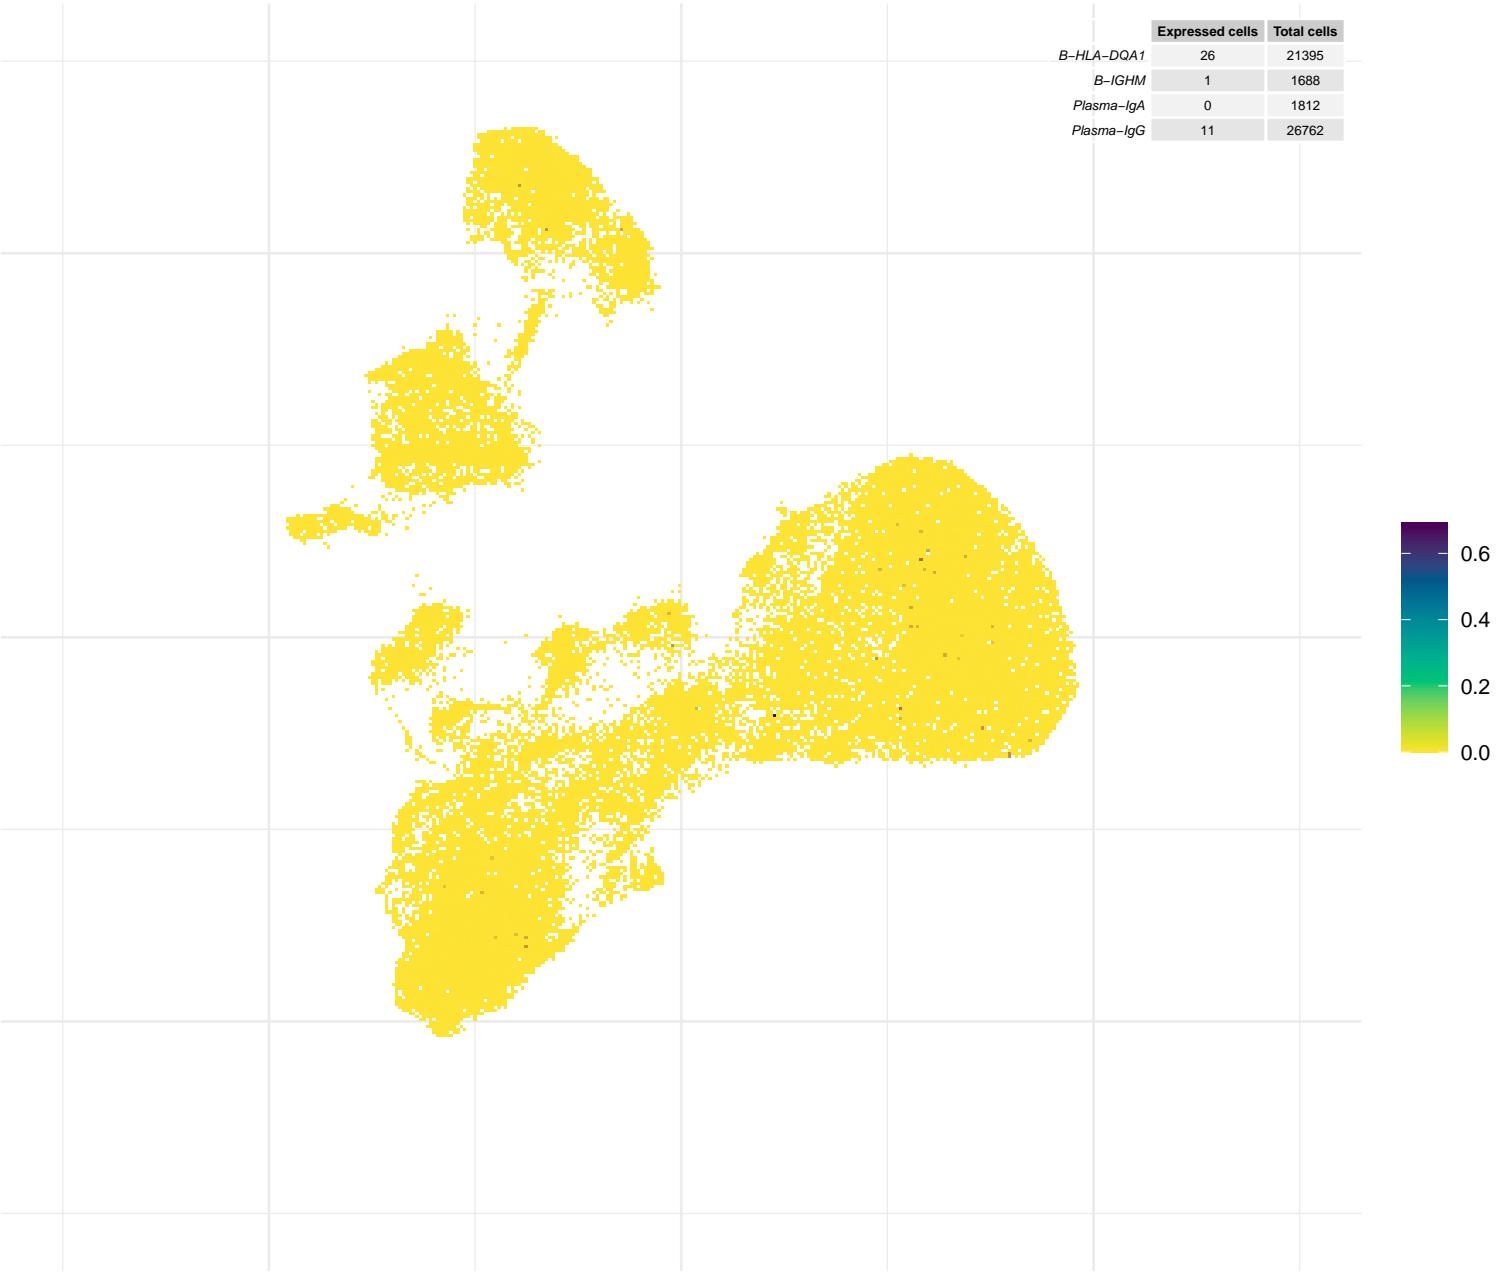 Expressed cells Total cells
B−HLA−DQA1 26 21395
B−IGHM 1 1688
Plasma−IgA 0 1812
Plasma−IgG 11 26762
0.6
0.4
0.2
0.0